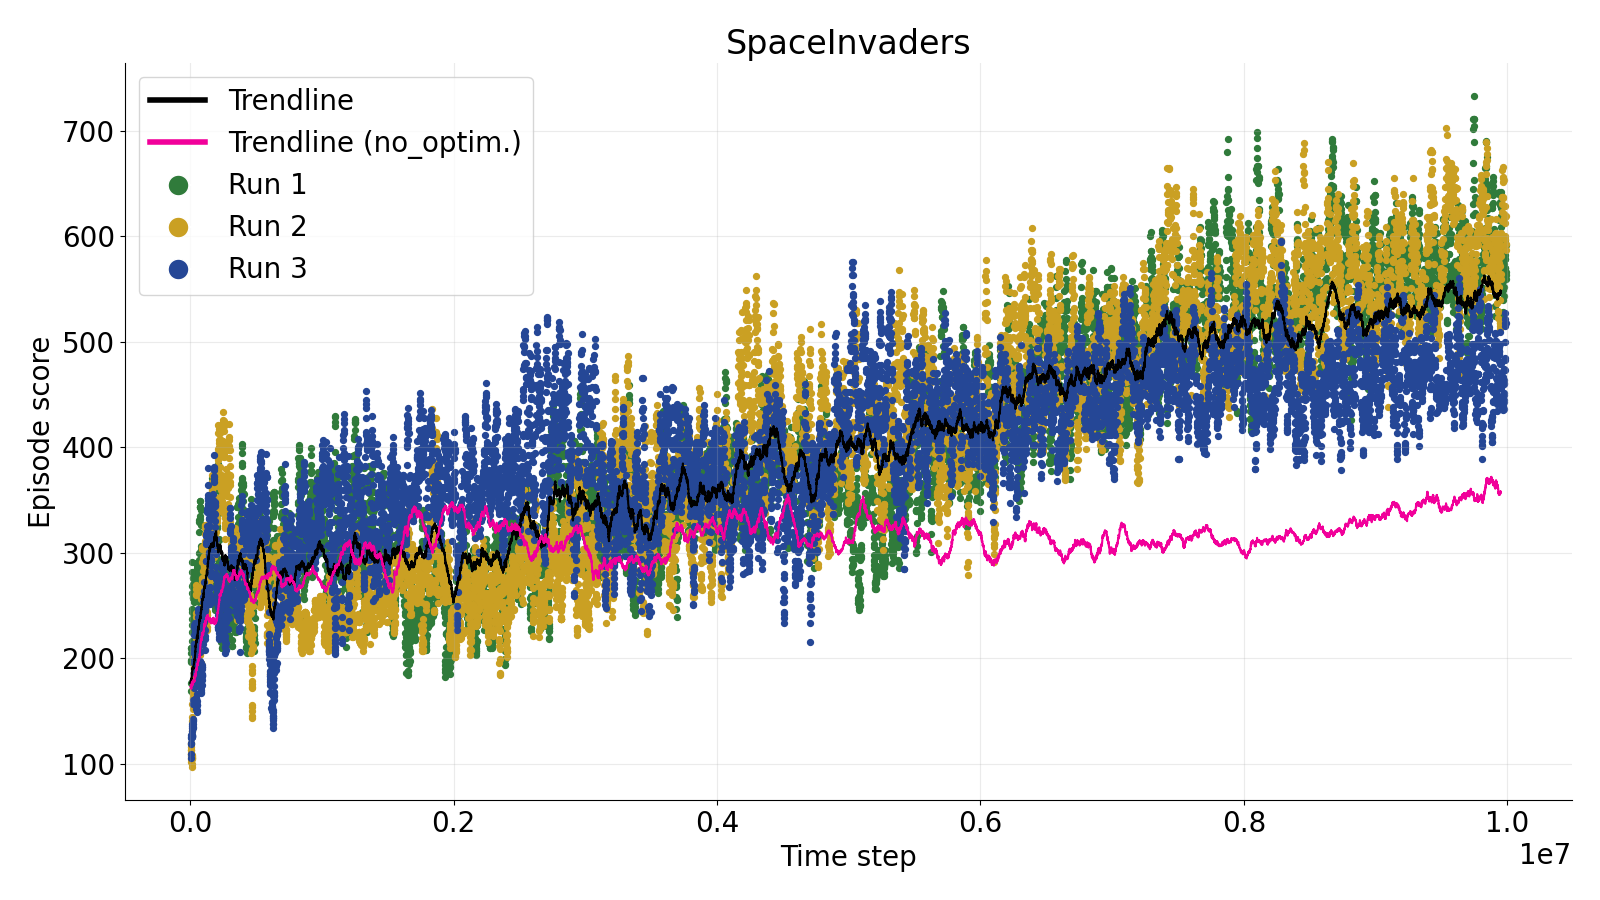 SpaceInvaders
Trendline
Trendline (no_optim.)
Run 1
Run 2
Run 3
700
600
500
400
300
200
100
Episode score
0.0 0.2 0.4 0.6 0.8 1.0
Time step
1e7